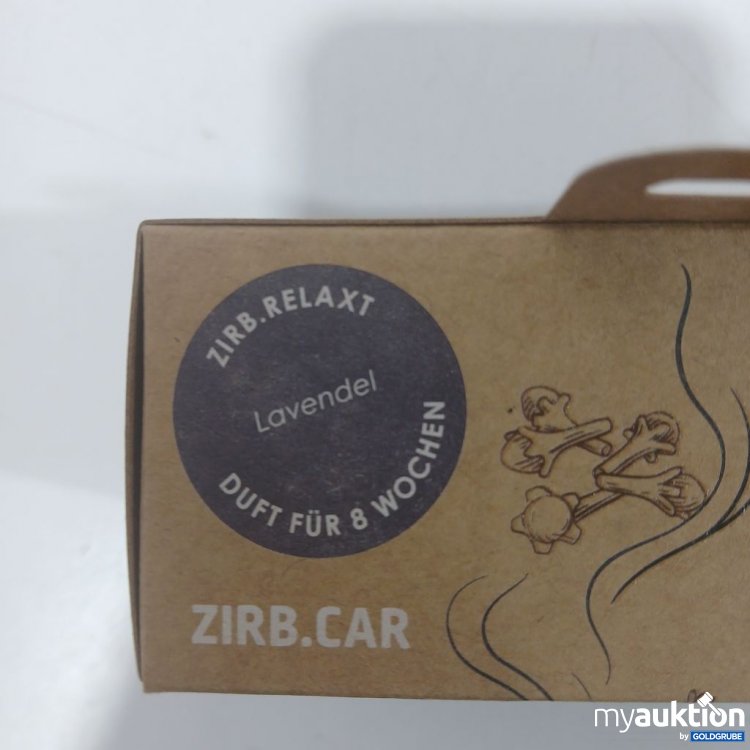 ZIRB.RELAXT
Lavendel
DUFT FÜR 8 WOCHEN
ZIRB.CAR
myauktion
by GOLDGRUBE